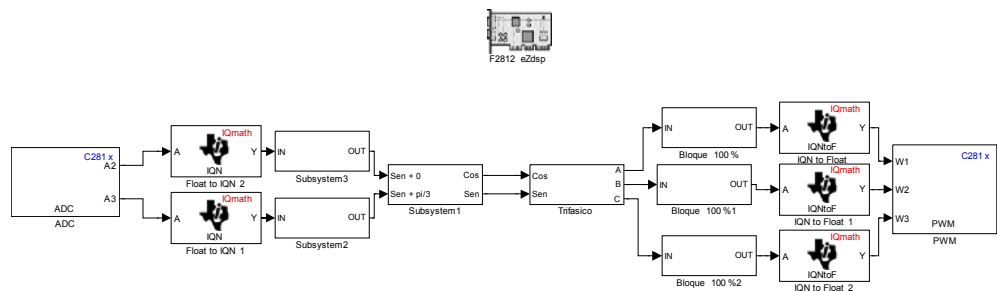 F2812 eZdsp
C281x
A2
A3
ADC
ADC
IQmath
A
Y
IQN
Float to IQN 2
IQmath
A
Y
IQN
Float to IQN 1
IN
OUT
Subsystem3
IN
OUT
Subsystem2
Sen + 0
Sen + pi/3
Cos
Sen
Subsystem1
Cos
Sen
A
B
C
Trifasico
IN
OUT
Bloque 100 %
IN
OUT
Bloque 100 %1
IN
OUT
Bloque 100 %2
IQmath
A
Y
IQNtoF
IQN to Float
IQmath
A
Y
IQNtoF
IQN to Float 1
IQmath
A
Y
IQNtoF
IQN to Float 2
C281x
W1
W2
W3
PWM
PWM